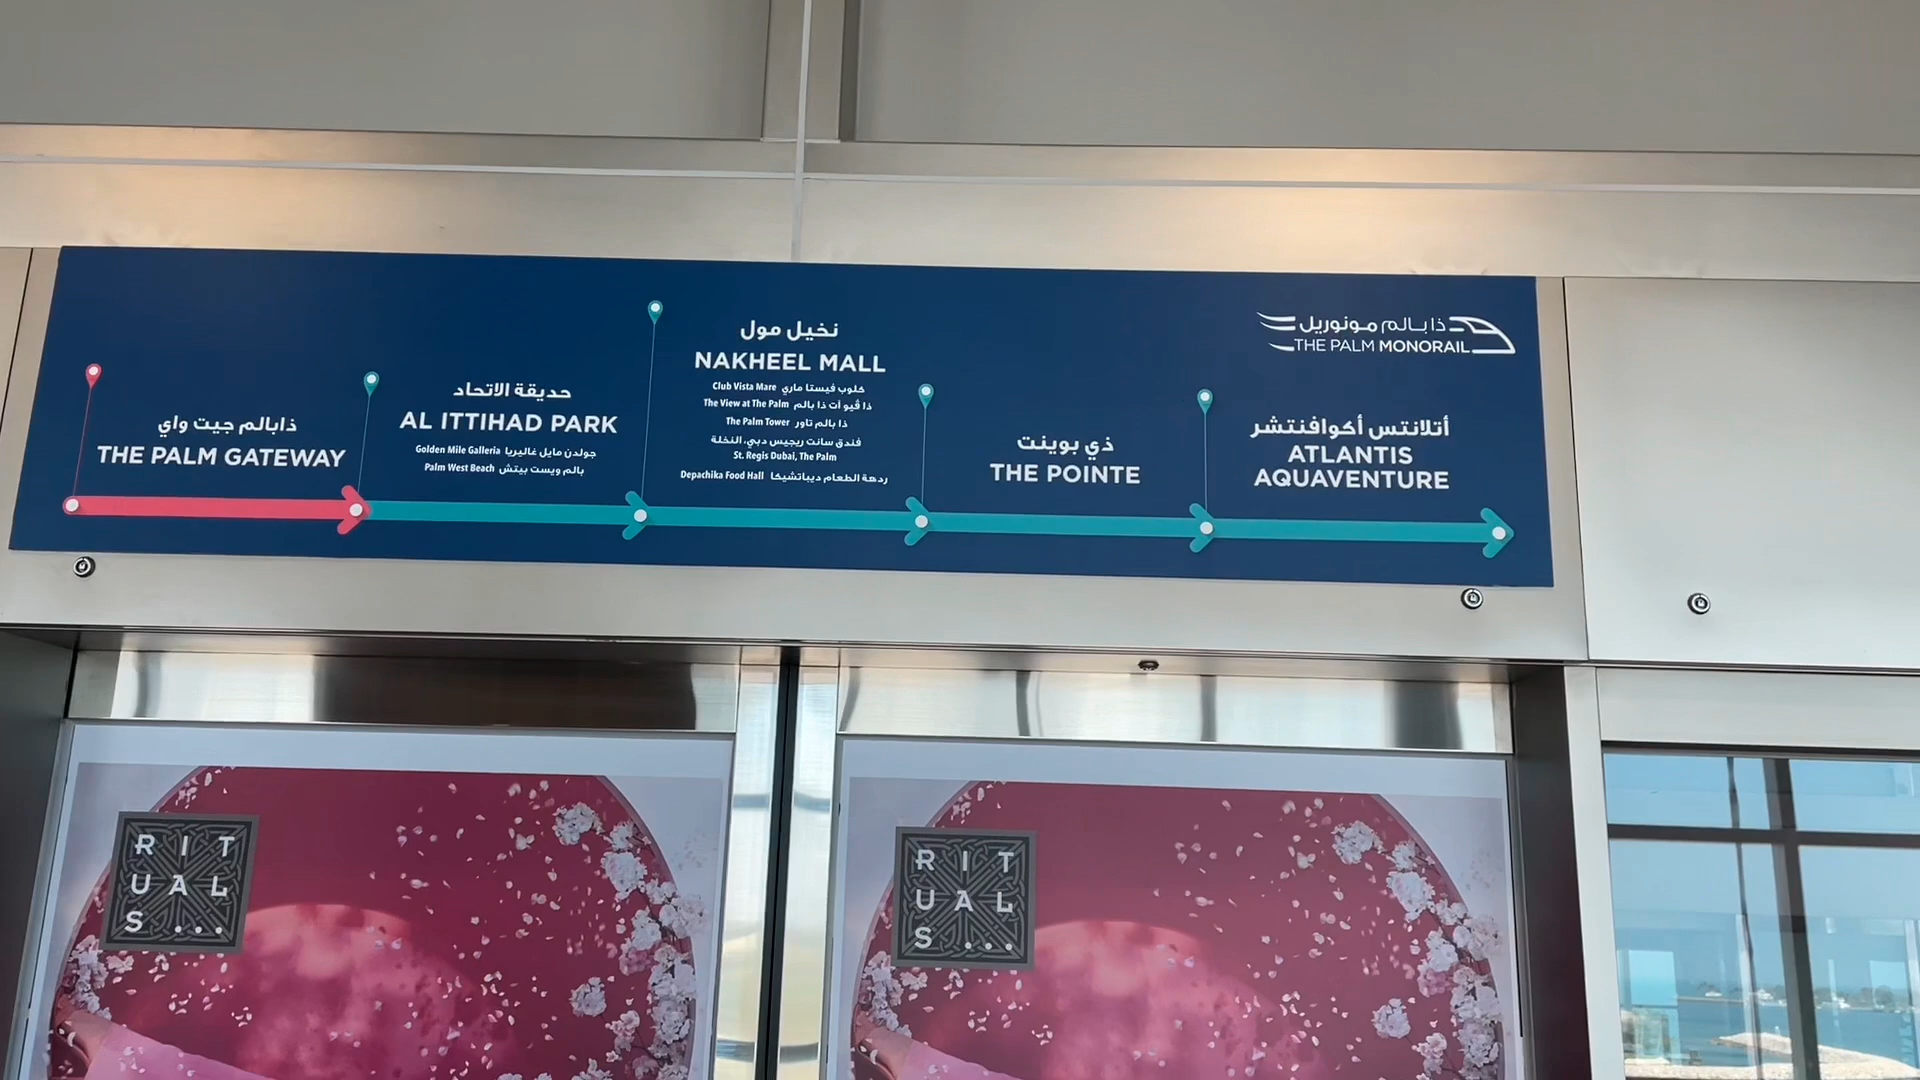 ذابالم جيت واي
THE PALM GATEWAY
حديقة الاتحاد
AL ITTIHAD PARK
Golden Mile Galleria جولدن مايل غاليريا
Palm West Beach بالم ويست بيتش
نخيل مول
NAKHEEL MALL
Club Vista Mare كلوب فيستا ماري
The View at The Palm ذا ڤيو أت ذا بالم
The Palm Tower ذا بالم تاور
فندق سانت ريجيس دبي، النخلة
St. Regis Dubai, The Palm
Depachika Food Hall ردهة الطعام ديباتشيكا
ذي بوينت
THE POINTE
أتلانتس أكوافنتشر
ATLANTIS
AQUAVENTURE
ذا بالم مونوريل
THE PALM MONORAIL
RIT
UAL
S...
RIT
UAL
S...